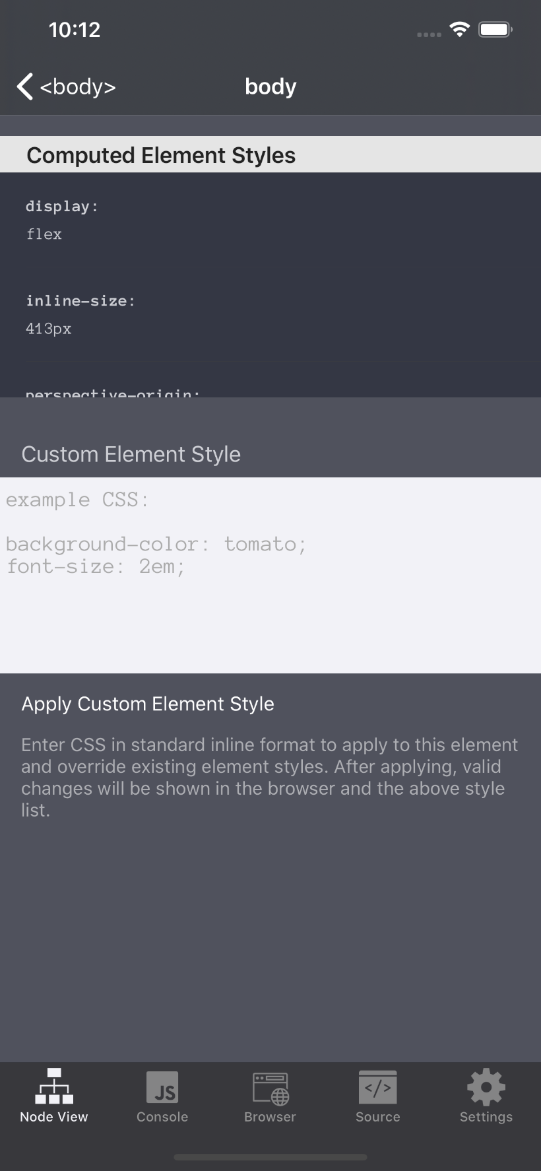 10:12
<body>
body
Computed Element Styles
display:
flex
inline-size:
413px
perspective-origin:
Custom Element Style
example CSS:
background-color: tomato;
font-size: 2em;
Apply Custom Element Style
Enter CSS in standard inline format to apply to this element
and override existing element styles. After applying, valid
changes will be shown in the browser and the above style
list.
JS
</>
Node View
Console
Browser
Source
Settings